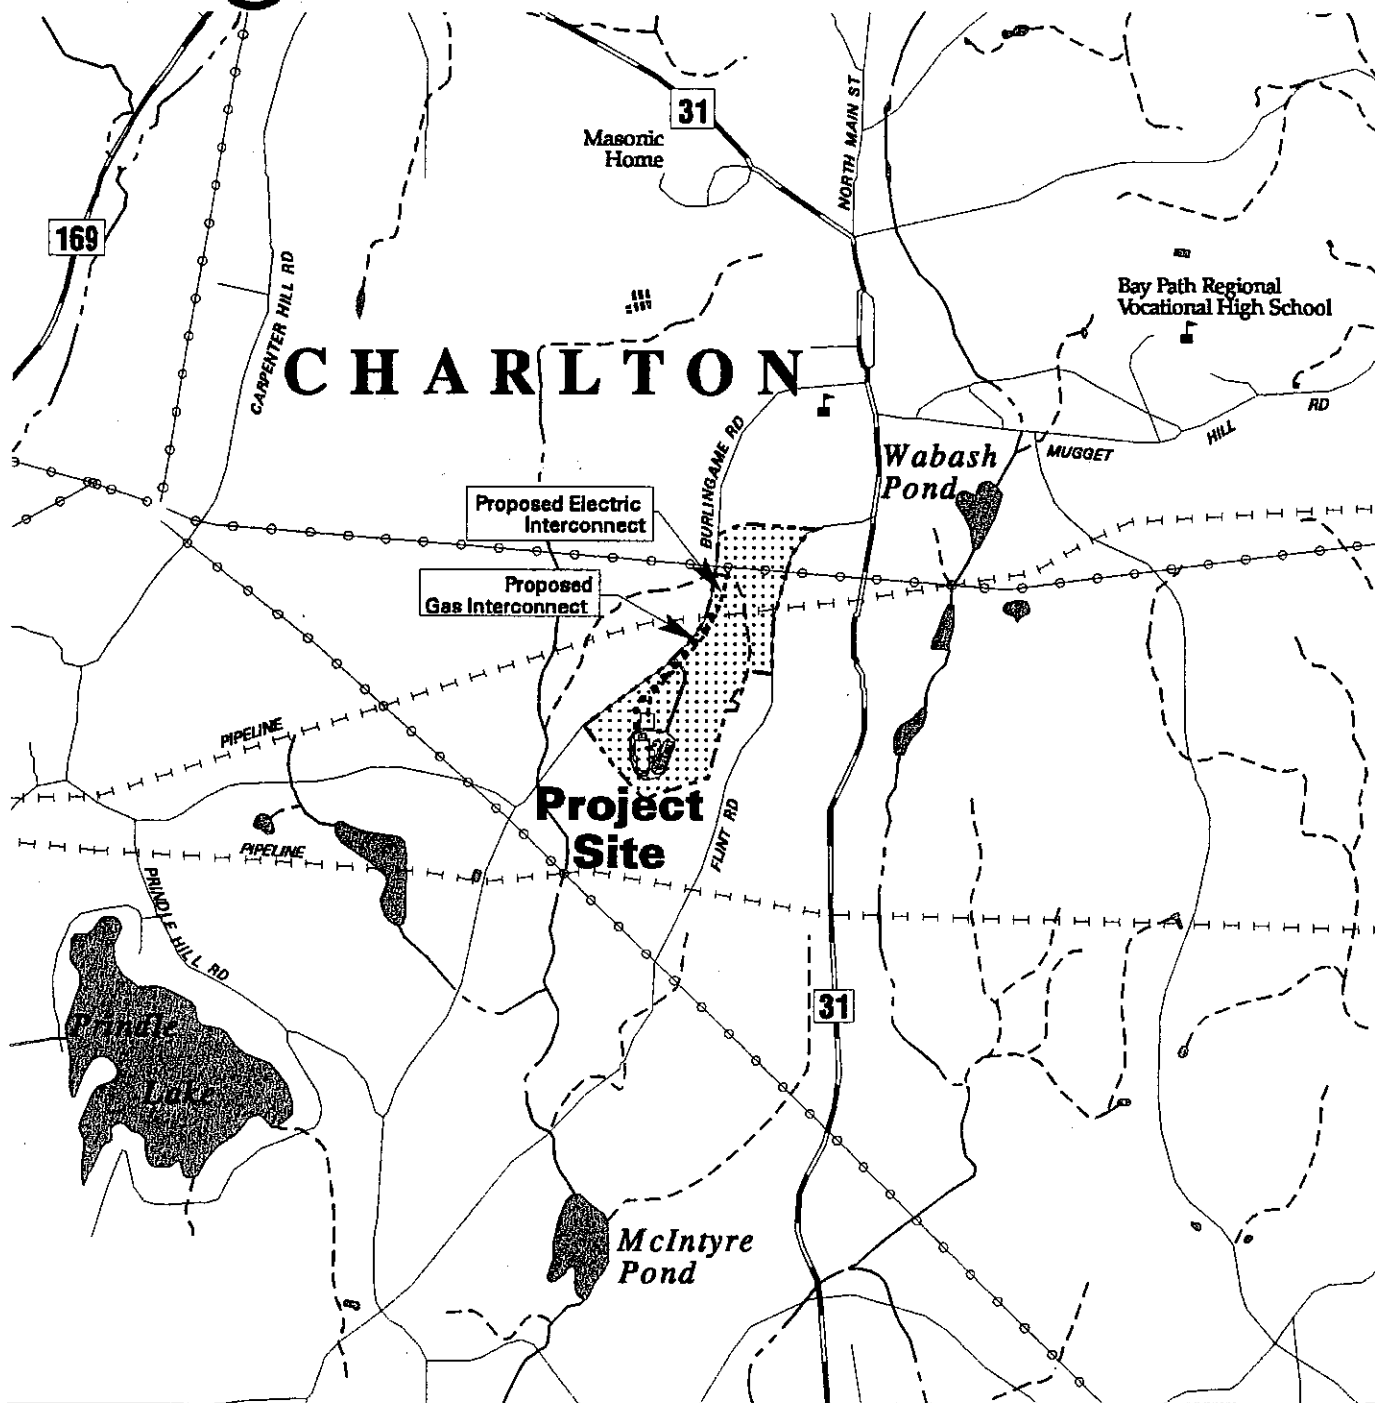 31
Masonic
Home
NORTH MAIN ST
169
CARPENTER HILL RD
Bay Path Regional
Vocational High School
CHARLTON
BURLINGAME RD
RD
HILL
MUGGET
Wabash
Pond
Proposed Electric
Interconnect
Proposed
Gas Interconnect
PIPELINE
Project
Site
FLINT RD
PIPELINE
PRINDLE HILL RD
Prindle
Lake
31
McIntyre
Pond